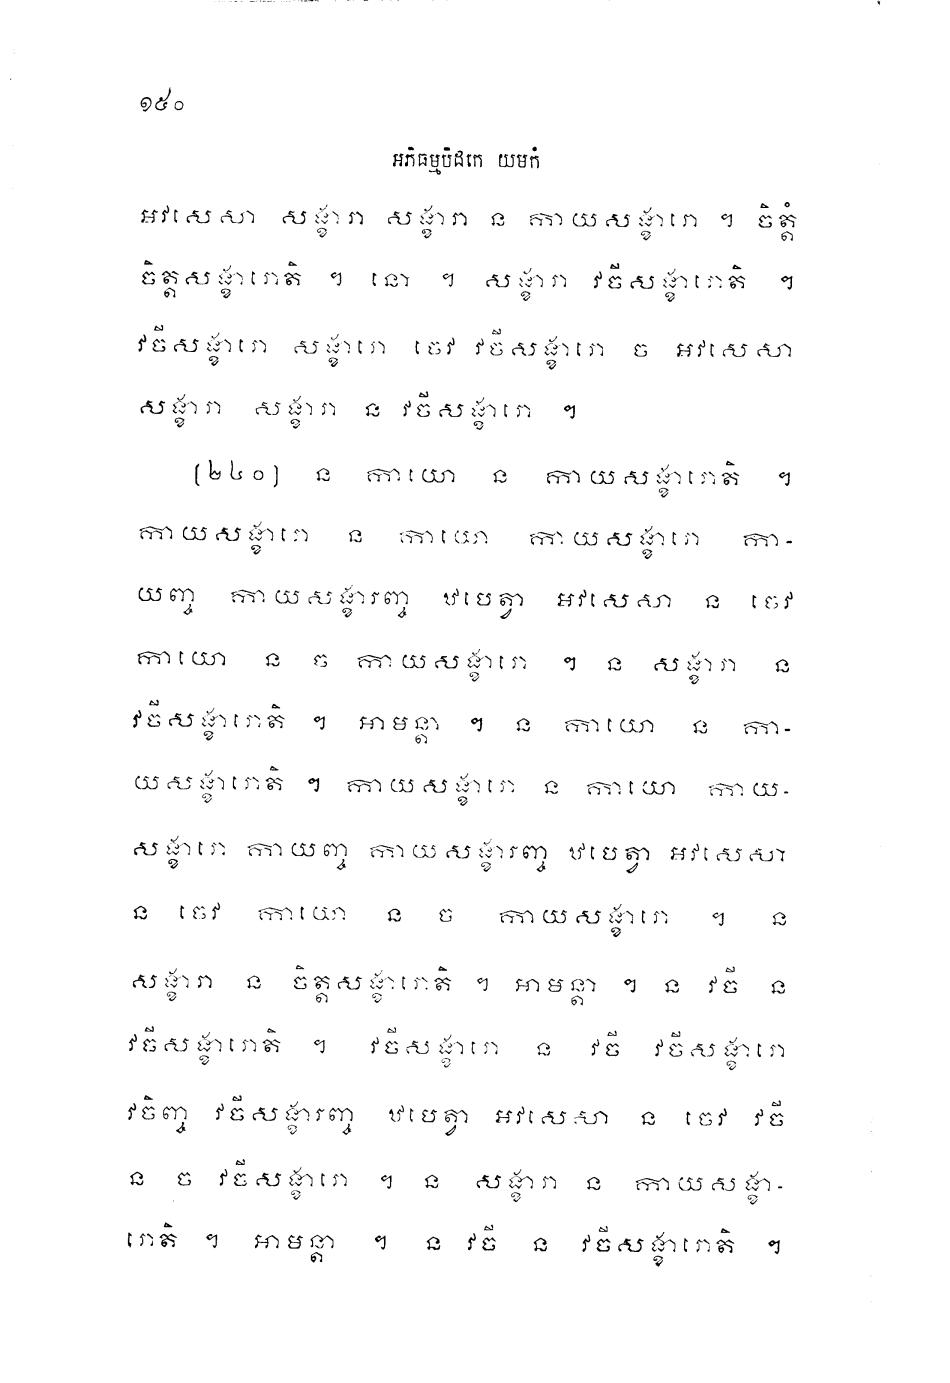 ១៥០
អភិធម្មបិដកេ យមកំ
អវសេសា សង្ខារា សង្ខារា ន កាយសង្ខារោ ។ ចិត្តំ
ចិត្តសង្ខារោតិ ។ នោ ។ សង្ខារា វចីសង្ខារោតិ ។
វចីសង្ខារោ សង្ខារោ ចេវ វចីសង្ខារោ ច អវសេសា
សង្ខារា សង្ខារា ន វចីសង្ខារោ ។
(២៤០) ន កាយោ ន កាយសង្ខារោតិ ។
កាយសង្ខារោ ន កាយោ កាយសង្ខារោ កា-
យញ្ច កាយសង្ខារញ្ច ឋបេត្វា អវសេសា ន ចេវ
កាយោ ន ច កាយសង្ខារោ ។ ន សង្ខារា ន
វចីសង្ខារោតិ ។ អាមន្តា ។ ន កាយោ ន កា-
យសង្ខារោតិ ។ កាយសង្ខារោ ន កាយោ កាយ-
សង្ខារោ កាយញ្ច កាយសង្ខារញ្ច ឋបេត្វា អវសេសា
ន ចេវ កាយោ ន ច កាយសង្ខារោ ។ ន
សង្ខារា ន ចិត្តសង្ខារោតិ ។ អាមន្តា ។ ន វចី ន
វចីសង្ខារោតិ ។ វចីសង្ខារោ ន វចី វចីសង្ខារោ
វចិញ្ច វចីសង្ខារញ្ច ឋបេត្វា អវសេសា ន ចេវ វចី
ន ច វចីសង្ខារោ ។ ន សង្ខារា ន កាយសង្ខា-
រោតិ ។ អាមន្តា ។ ន វចី ន វចីសង្ខារោតិ ។